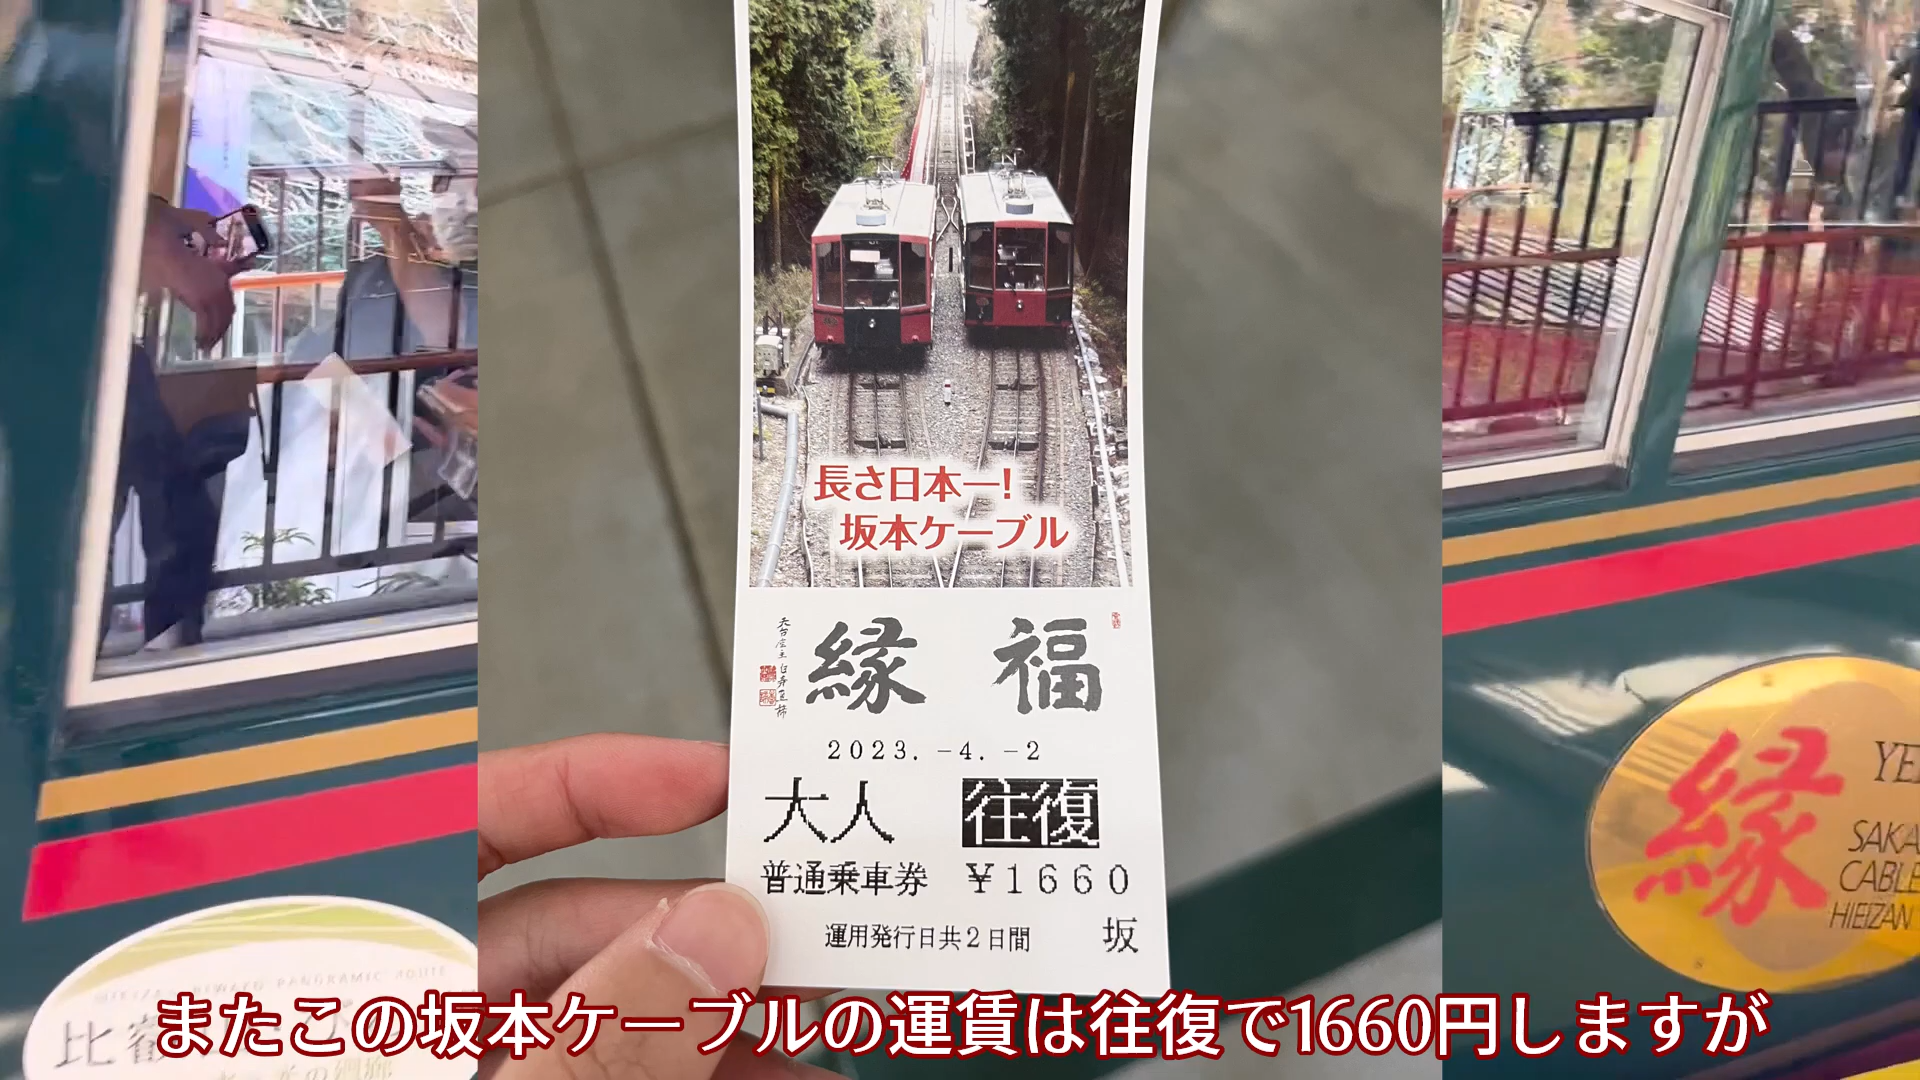 長さ日本一!
坂本ケーブル
縁 福
2023.-4.-2
大人 往復
普通乗車券 ¥1660
運用発行日共2日間 坂
縁
CABLE
HIEIZAN
またこの坂本ケーブルの運賃は往復で1660円しますが